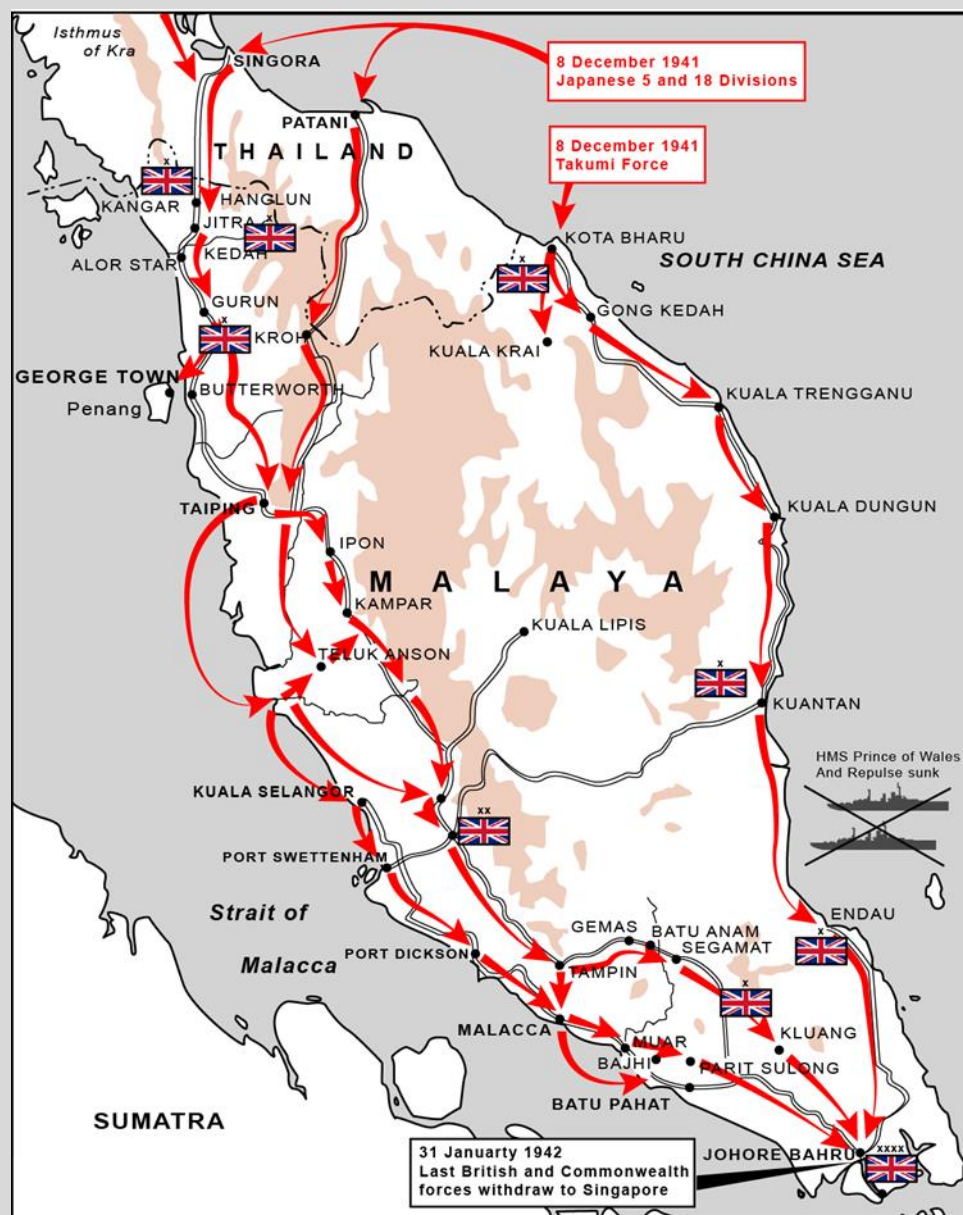 Isthmus
of Kra
SINGORA
8 December 1941
Japanese 5 and 18 Divisions
PATANI
THAILAND
8 December 1941
Takumi Force
x
KANGAR
HANGLUN
JITRA
x
KEDAH
ALOR STAR
KOTA BHARU
SOUTH CHINA SEA
x
GURUN
x
KROH
GONG KEDAH
KUALA KRAI
GEORGE TOWN
Penang
BUTTERWORTH
KUALA TRENGGANU
TAIPING
KUALA DUNGUN
IPON
MALAYA
KAMPAR
KUALA LIPIS
TELUK ANSON
x
KUANTAN
HMS Prince of Wales
And Repulse sunk
KUALA SELANGOR
xx
PORT SWETTENHAM
Strait of
Malacca
ENDAU
x
GEMAS
BATU ANAM
SEGAMAT
PORT DICKSON
TAMPIN
x
MALACCA
MUAR
KLUANG
BAJHI
PARIT SULONG
BATU PAHAT
SUMATRA
31 Januarty 1942
Last British and Commonwealth
forces withdraw to Singapore
JOHORE BAHRU
xxxx